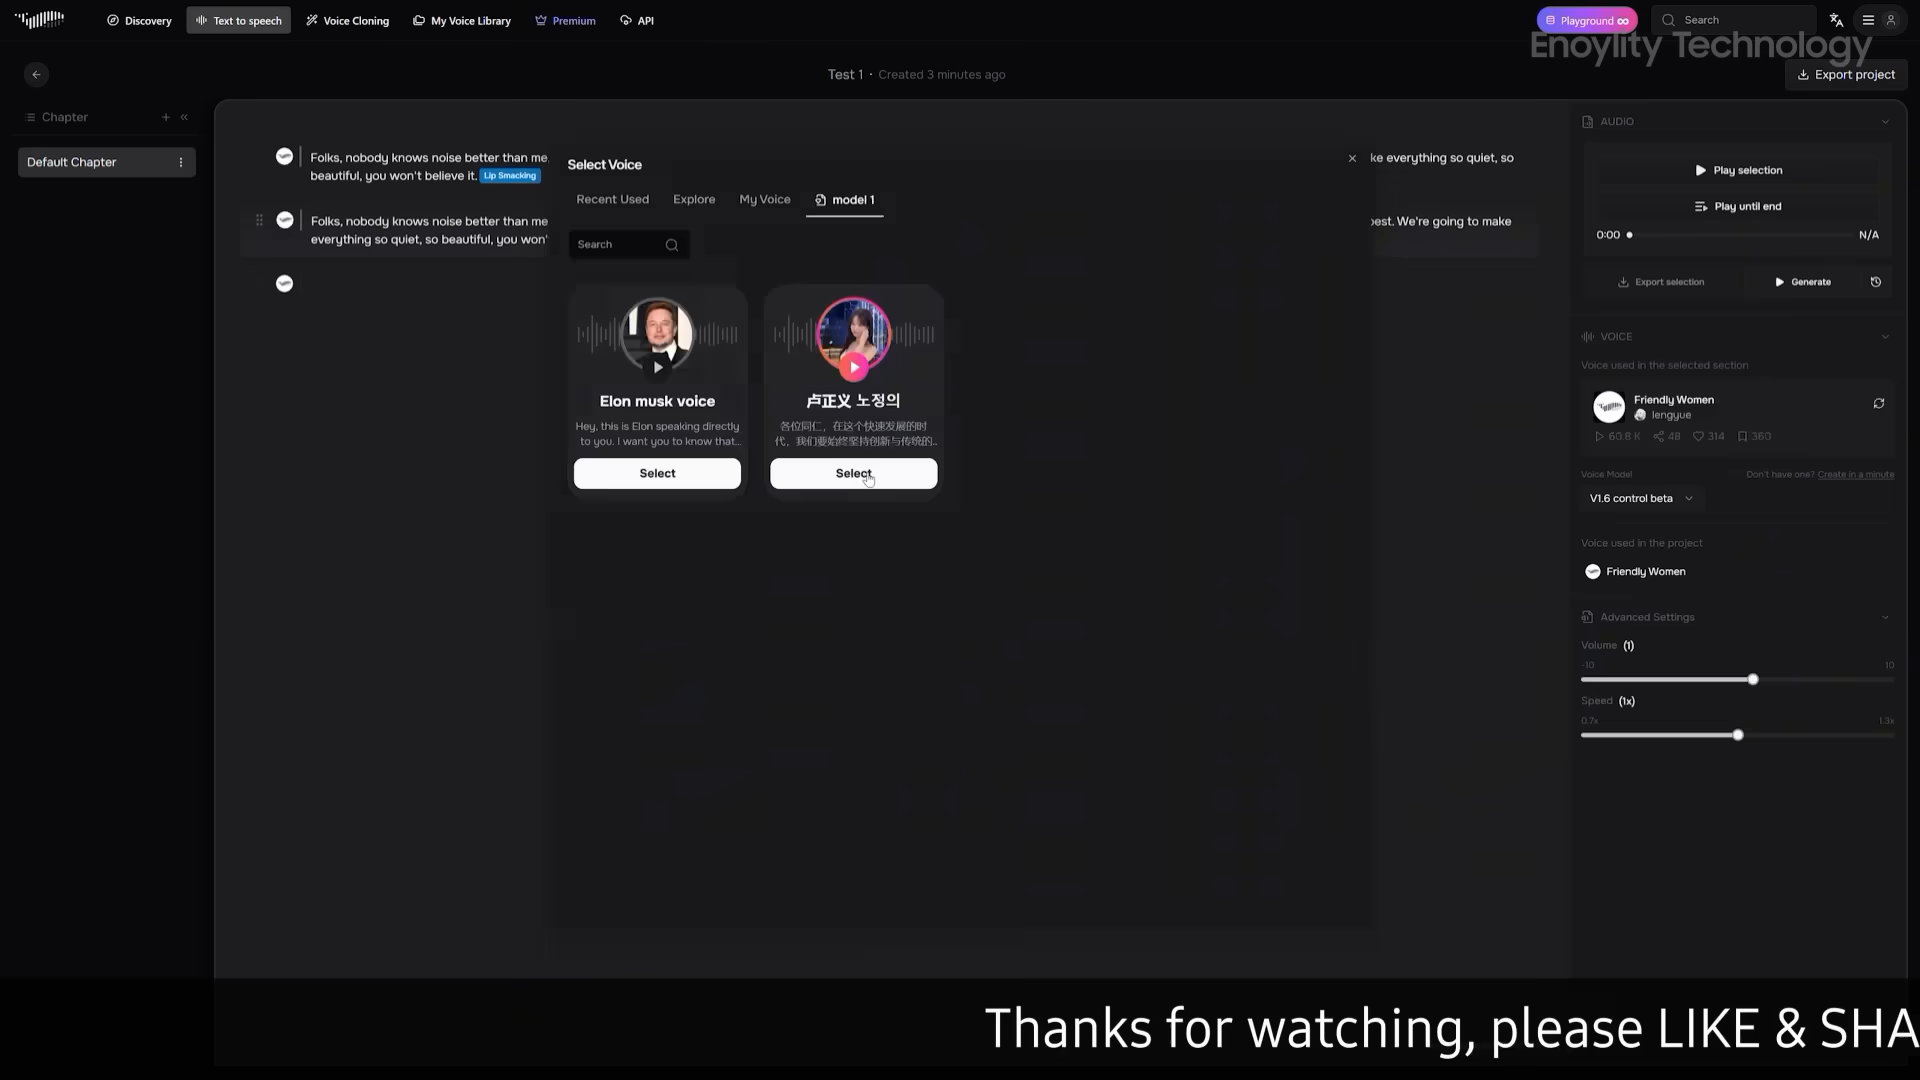 Discovery
Text to speech
Voice Cloning
My Voice Library
Premium
API
Playground ∞
Search
Enoylity Technology
Test 1 · Created 3 minutes ago
Export project
Chapter
Default Chapter
Folks, nobody knows noise better than me.
ke everything so quiet, so
beautiful, you won't believe it. Lip Smacking
Folks, nobody knows noise better than me
est. We're going to make
everything so quiet, so beautiful, you won'
Select Voice
Recent Used
Explore
My Voice
model 1
Search
Elon musk voice
Hey, this is Elon speaking directly
to you. I want you to know that...
Select
卢正义 노정의
各位同仁，在这个快速发展的时
代，我们要始终坚持创新与传统的...
Select
AUDIO
Play selection
Play until end
0:00
N/A
Export selection
Generate
VOICE
Voice used in the selected section
Friendly Women
lengyue
60.8 K 48 314 360
Voice Model
Don't have one? Create in a minute
V1.6 control beta
Voice used in the project
Friendly Women
Advanced Settings
Volume (1)
-10 10
Speed (1x)
0.7x 1.3x
Thanks for watching, please LIKE & SHA